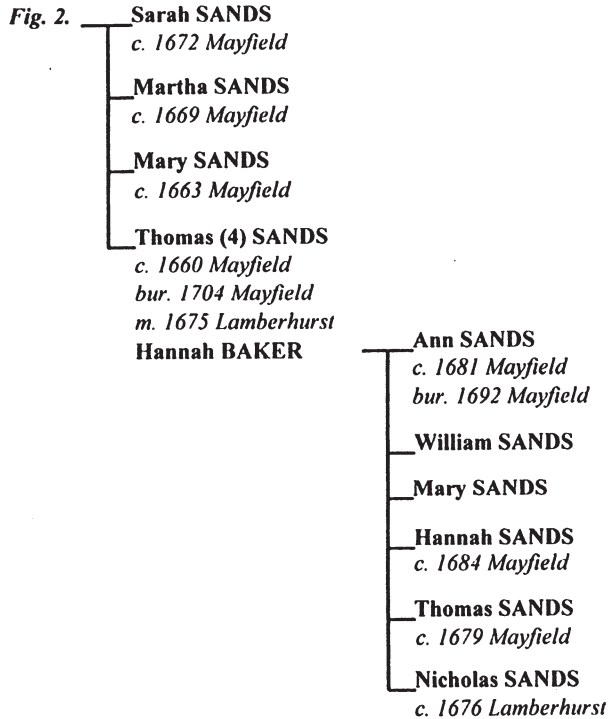 Fig. 2.
Sarah SANDS
c. 1672 Mayfield
Martha SANDS
c. 1669 Mayfield
Mary SANDS
c. 1663 Mayfield
Thomas (4) SANDS
c. 1660 Mayfield
bur. 1704 Mayfield
m. 1675 Lamberhurst
Hannah BAKER
Ann SANDS
c. 1681 Mayfield
bur. 1692 Mayfield
William SANDS
Mary SANDS
Hannah SANDS
c. 1684 Mayfield
Thomas SANDS
c. 1679 Mayfield
Nicholas SANDS
c. 1676 Lamberhurst